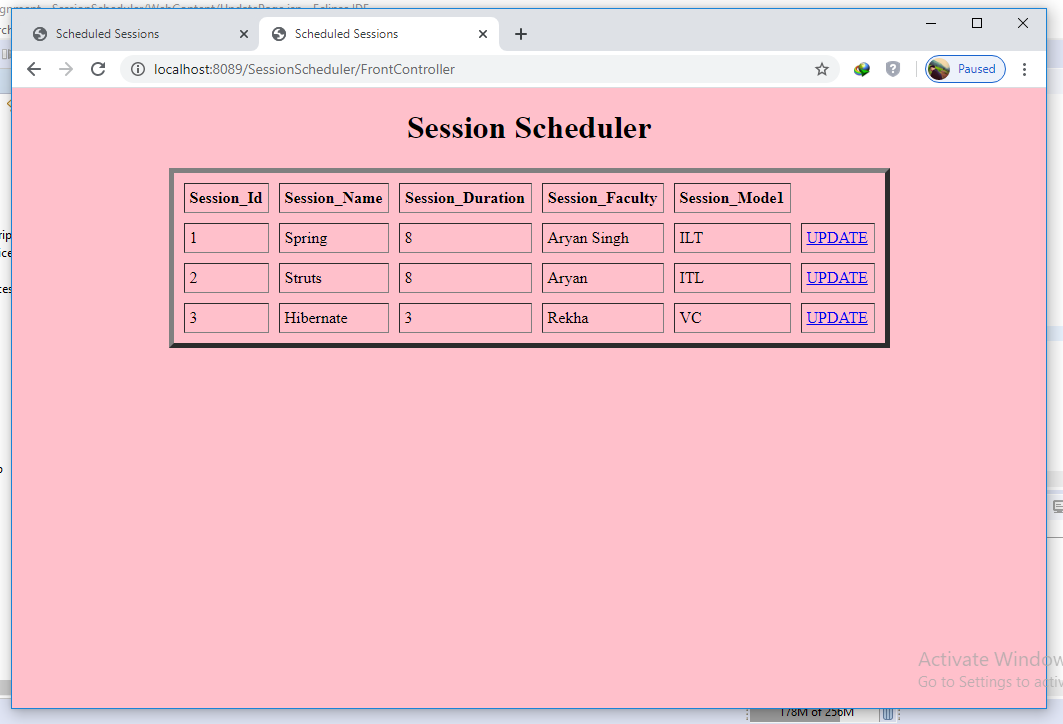 Scheduled Sessions
Scheduled Sessions
localhost:8089/SessionScheduler/FrontController
Paused
Session Scheduler
Session_Id Session_Name Session_Duration Session_Faculty Session_Mode1
1 Spring 8 Aryan Singh ILT UPDATE
2 Struts 8 Aryan ITL UPDATE
3 Hibernate 3 Rekha VC UPDATE
Activate Window
Go to Settings to activ
178M of 256M